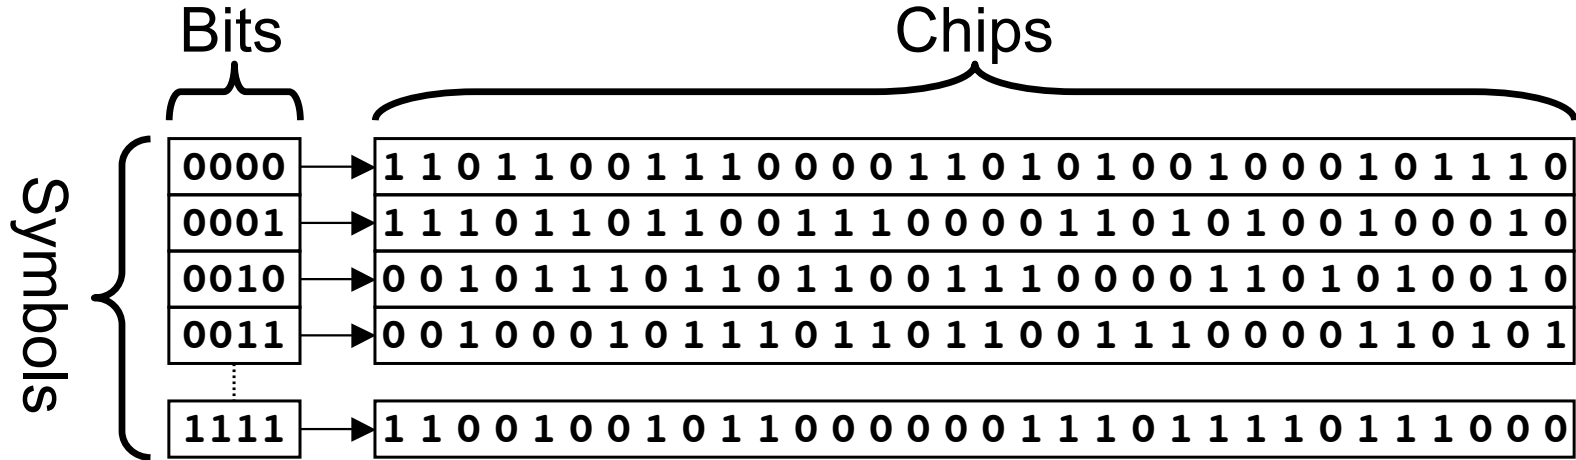 Bits
Chips
Symbols
0000 1 1 0 1 1 0 0 1 1 1 0 0 0 0 1 1 0 1 0 1 0 0 1 0 0 0 1 0 1 1 1 0
0001 1 1 1 0 1 1 0 1 1 0 0 1 1 1 0 0 0 0 1 1 0 1 0 1 0 0 1 0 0 0 1 0
0010 0 0 1 0 1 1 1 0 1 1 0 1 1 0 0 1 1 1 0 0 0 0 1 1 0 1 0 1 0 0 1 0
0011 0 0 1 0 0 0 1 0 1 1 1 0 1 1 0 1 1 0 0 1 1 1 0 0 0 0 1 1 0 1 0 1
1111 1 1 0 0 1 0 0 1 0 1 1 0 0 0 0 0 0 1 1 1 0 1 1 1 1 0 1 1 1 0 0 0